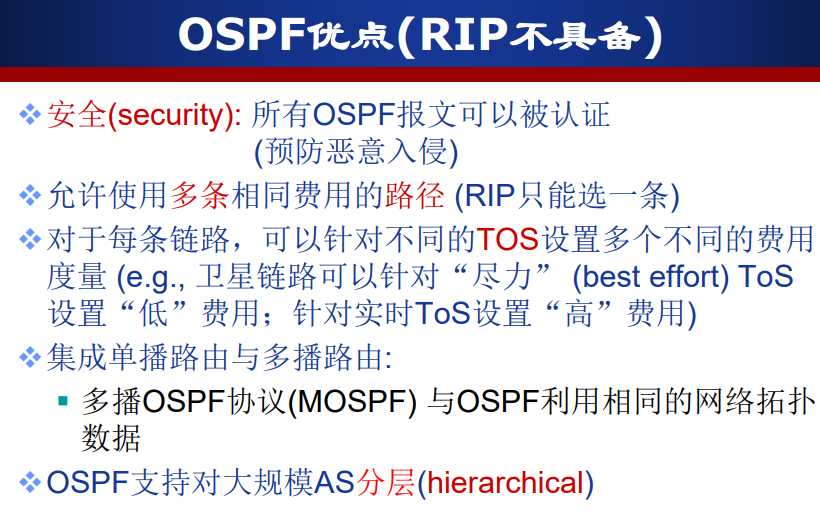 OSPF优点(RIP不具备)
安全(security): 所有OSPF报文可以被认证
(预防恶意入侵)
允许使用多条相同费用的路径 (RIP只能选一条)
对于每条链路，可以针对不同的TOS设置多个不同的费用
度量 (e.g., 卫星链路可以针对“尽力” (best effort) ToS
设置“低”费用；针对实时ToS设置“高”费用)
集成单播路由与多播路由:
多播OSPF协议(MOSPF) 与OSPF利用相同的网络拓扑
数据
OSPF支持对大规模AS分层(hierarchical)